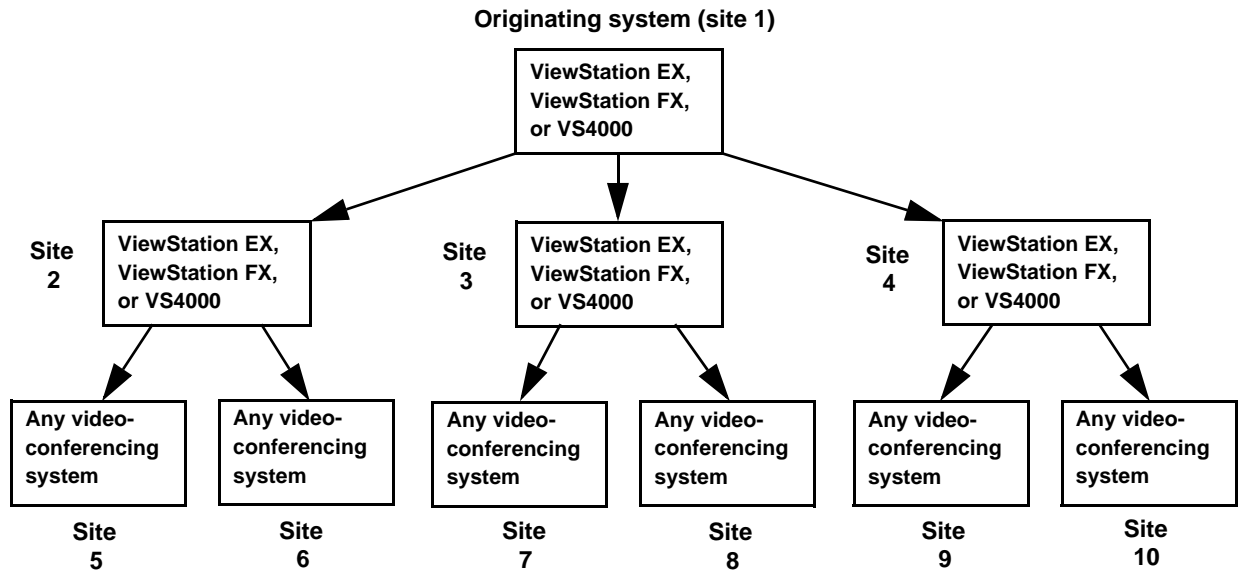 Originating system (site 1)
ViewStation EX,
ViewStation FX,
or VS4000
Site
2
ViewStation EX,
ViewStation FX,
or VS4000
Site
3
ViewStation EX,
ViewStation FX,
or VS4000
Site
4
ViewStation EX,
ViewStation FX,
or VS4000
Any video-
conferencing
system
Any video-
conferencing
system
Any video-
conferencing
system
Any video-
conferencing
system
Any video-
conferencing
system
Any video-
conferencing
system
Site
5
Site
6
Site
7
Site
8
Site
9
Site
10